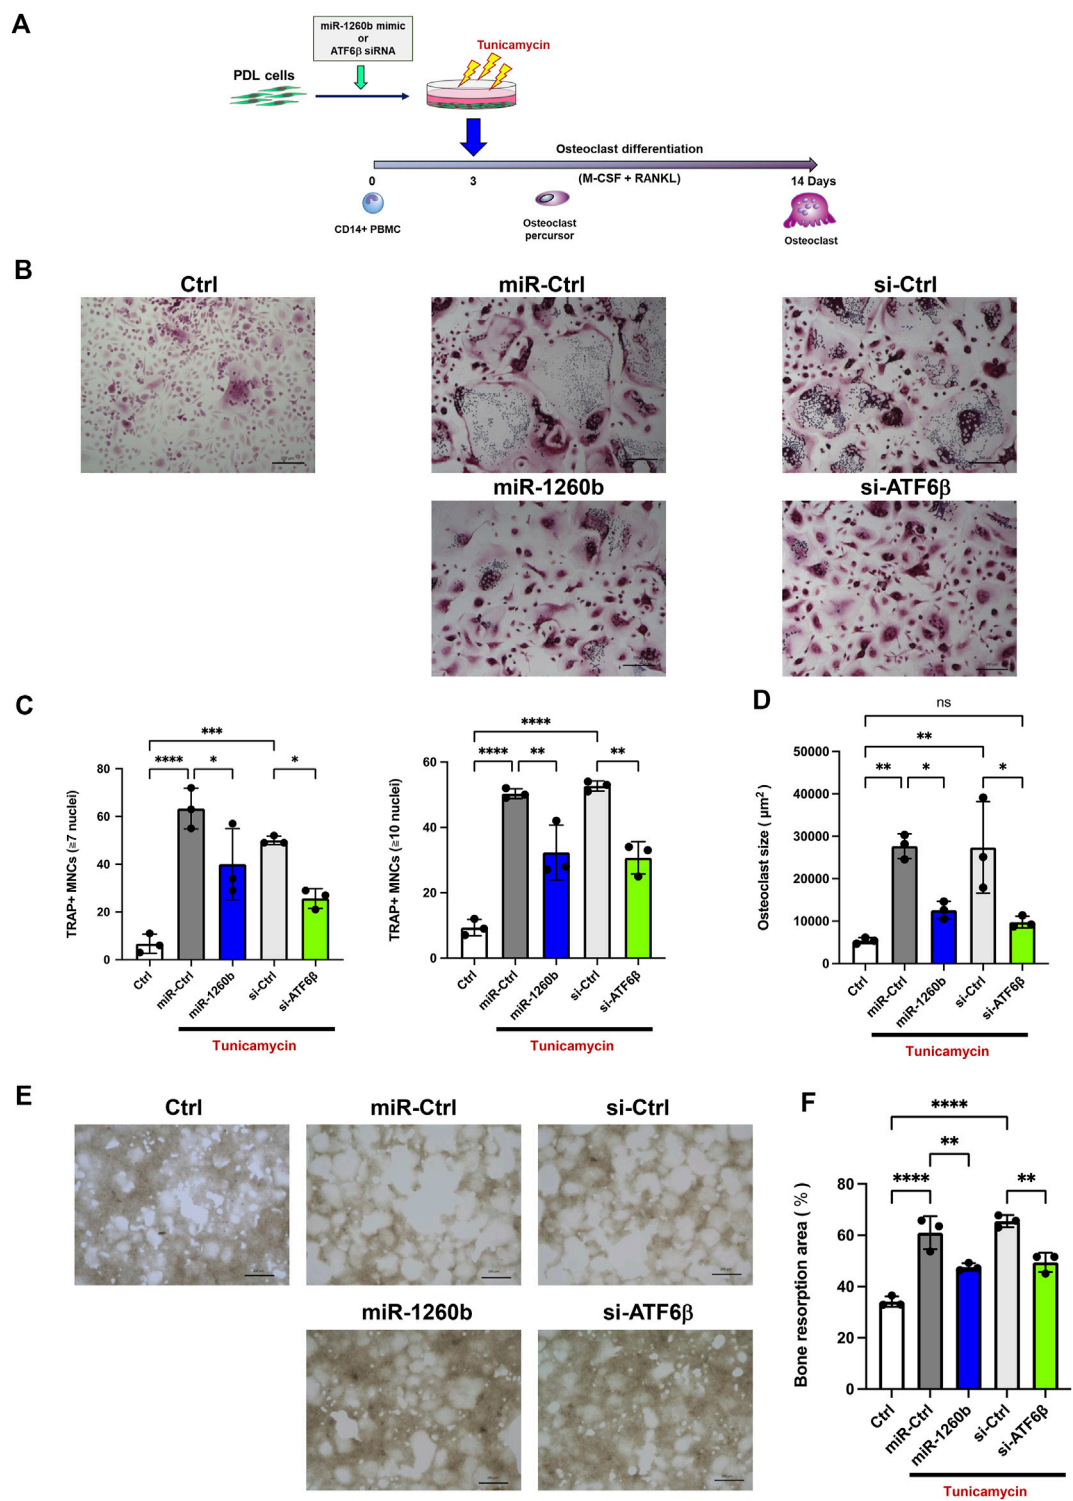 A
miR-1260b mimic
or
ATF6β siRNA
Tunicamycin
PDL cells
Osteoclast differentiation
0
3
(M-CSF + RANKL)
14 Days
CD14+ PBMC
Osteoclast
percursor
Osteoclast
B
Ctrl
miR-Ctrl
si-Ctrl
miR-1260b
si-ATF6β
C
TRAP+ MNCs (≧7 nuclei)
80
60
40
20
0
***
****
*
*
Ctrl
miR-Ctrl
miR-1260b
si-Ctrl
si-ATF6β
Tunicamycin
TRAP+ MNCs (≧10 nuclei)
60
40
20
0
****
****
**
**
Ctrl
miR-Ctrl
miR-1260b
si-Ctrl
si-ATF6β
Tunicamycin
D
ns
**
**
*
*
Osteoclast size ( μm²)
50000
40000
30000
20000
10000
0
Ctrl
miR-Ctrl
miR-1260b
si-Ctrl
si-ATF6β
Tunicamycin
E
Ctrl
miR-Ctrl
si-Ctrl
miR-1260b
si-ATF6β
F
****
**
****
**
Bone resorption area ( % )
80
60
40
20
0
Ctrl
miR-Ctrl
miR-1260b
si-Ctrl
si-ATF6β
Tunicamycin